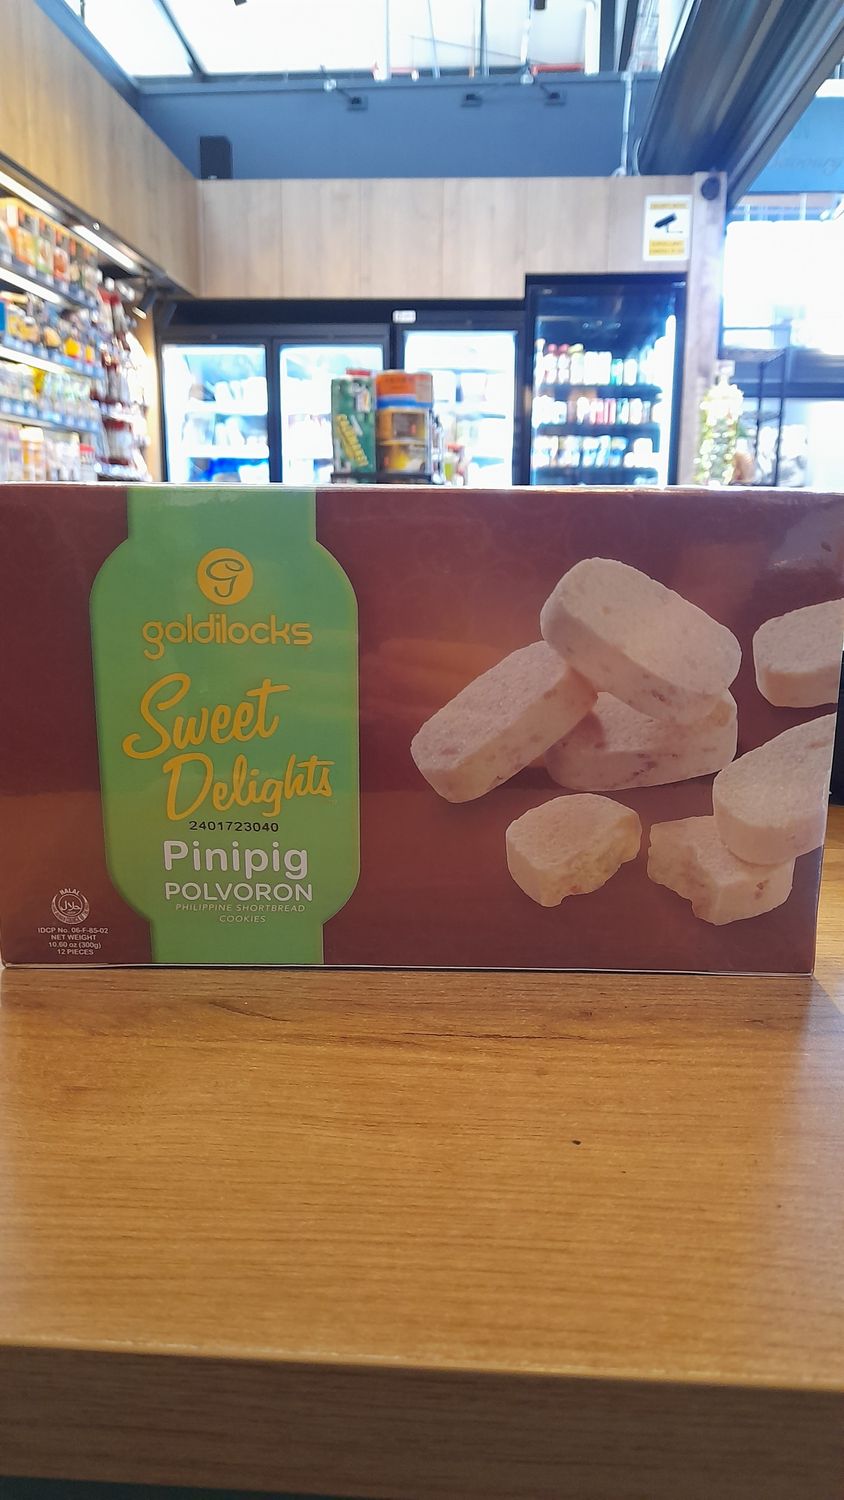 goldilocks
Sweet
Delights
2401723040
Pinipig
POLVORON
PHILIPPINE SHORTBREAD
COOKIES
HALAL
حلال
IDCP No. 06-F-85-02
NET WEIGHT
10.60 oz (300g)
12 PIECES